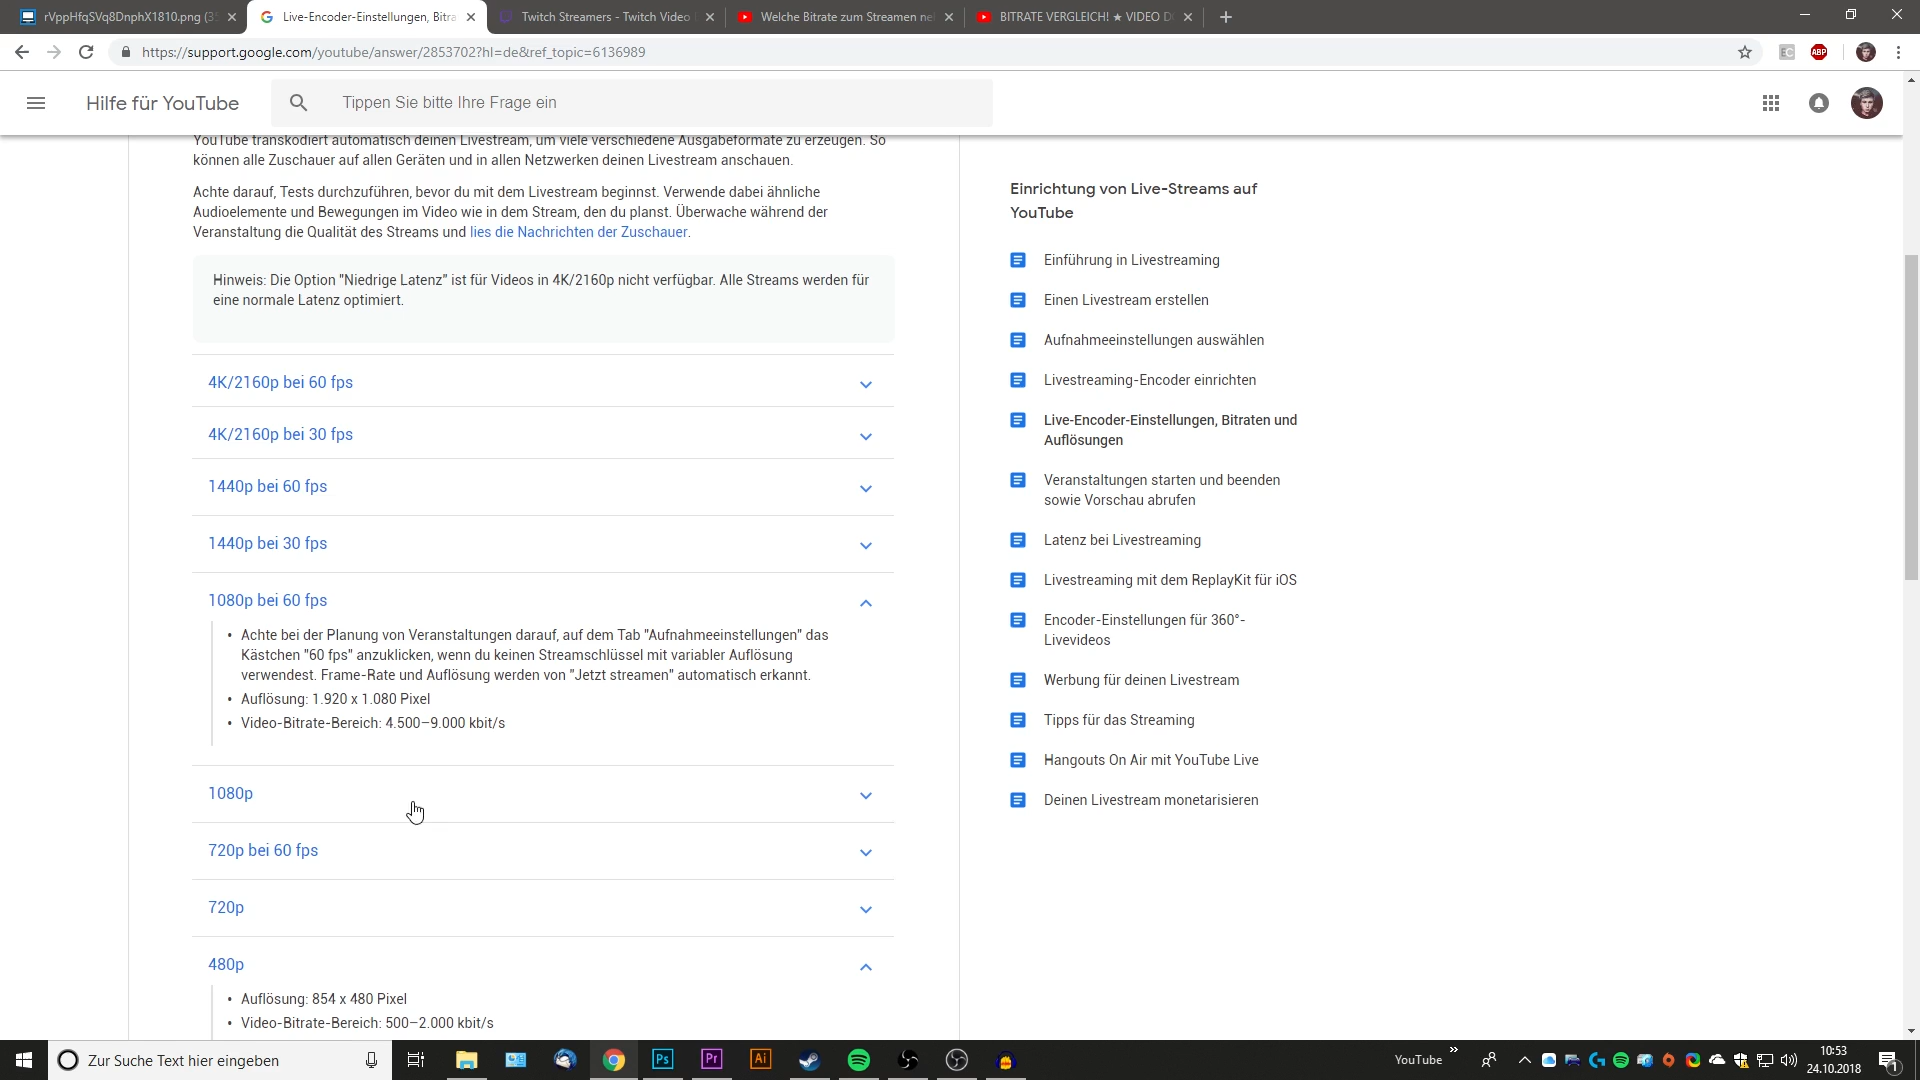 rVppHfqSVq8DnphX1810.png (3
Live-Encoder-Einstellungen, Bitra
Twitch Streamers - Twitch Video
Welche Bitrate zum Streamen ne
BITRATE VERGLEICH! ★ VIDEO D
https://support.google.com/youtube/answer/2853702?hl=de&ref_topic=6136989
EC
ABP
Hilfe für YouTube
Tippen Sie bitte Ihre Frage ein
YouTube transkodiert automatisch deinen Livestream, um viele verschiedene Ausgabeformate zu erzeugen. So
können alle Zuschauer auf allen Geräten und in allen Netzwerken deinen Livestream anschauen.
Achte darauf, Tests durchzuführen, bevor du mit dem Livestream beginnst. Verwende dabei ähnliche
Audioelemente und Bewegungen im Video wie in dem Stream, den du planst. Überwache während der
Veranstaltung die Qualität des Streams und lies die Nachrichten der Zuschauer.
Hinweis: Die Option "Niedrige Latenz" ist für Videos in 4K/2160p nicht verfügbar. Alle Streams werden für
eine normale Latenz optimiert.
4K/2160p bei 60 fps
4K/2160p bei 30 fps
1440p bei 60 fps
1440p bei 30 fps
1080p bei 60 fps
• Achte bei der Planung von Veranstaltungen darauf, auf dem Tab "Aufnahmeeinstellungen" das
Kästchen "60 fps" anzuklicken, wenn du keinen Streamschlüssel mit variabler Auflösung
verwendest. Frame-Rate und Auflösung werden von "Jetzt streamen" automatisch erkannt.
• Auflösung: 1.920 x 1.080 Pixel
• Video-Bitrate-Bereich: 4.500–9.000 kbit/s
1080p
720p bei 60 fps
720p
480p
• Auflösung: 854 x 480 Pixel
• Video-Bitrate-Bereich: 500–2.000 kbit/s
Einrichtung von Live-Streams auf
YouTube
Einführung in Livestreaming
Einen Livestream erstellen
Aufnahmeeinstellungen auswählen
Livestreaming-Encoder einrichten
Live-Encoder-Einstellungen, Bitraten und
Auflösungen
Veranstaltungen starten und beenden
sowie Vorschau abrufen
Latenz bei Livestreaming
Livestreaming mit dem ReplayKit für iOS
Encoder-Einstellungen für 360°-
Livevideos
Werbung für deinen Livestream
Tipps für das Streaming
Hangouts On Air mit YouTube Live
Deinen Livestream monetarisieren
Zur Suche Text hier eingeben
Ps
Pr
Ai
YouTube
10:53
24.10.2018
1